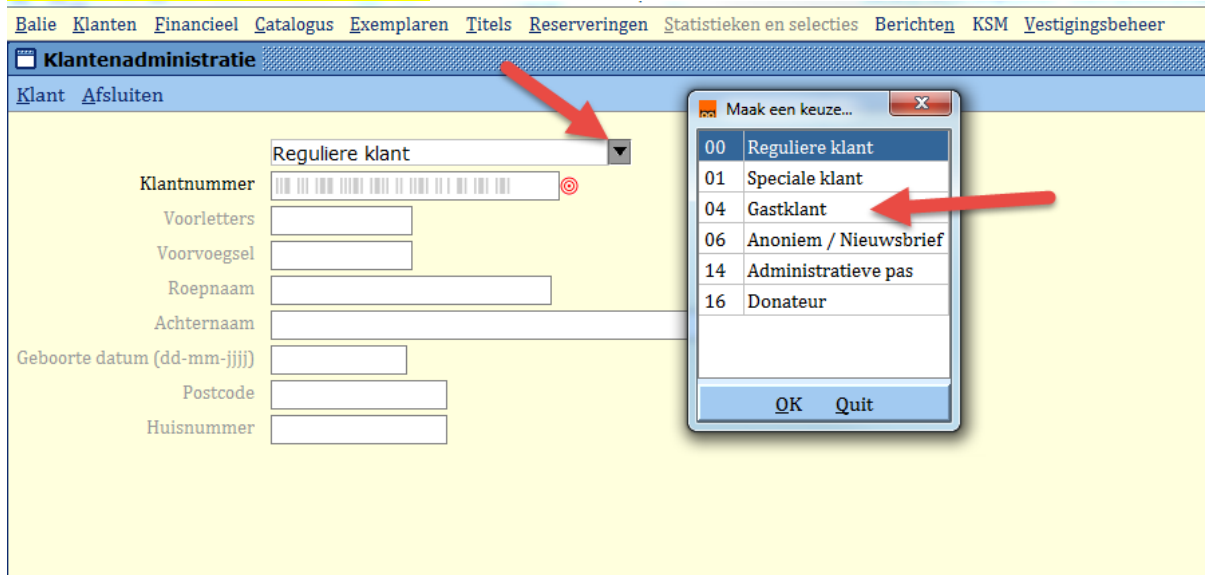 Balie Klanten Financieel Catalogus Exemplaren Titels Reserveringen Statistieken en selecties Berichten KSM Vestigingsbeheer
Klantenadministratie
Klant Afsluiten
Reguliere klant
Klantnummer
Voorletters
Voorvoegsel
Roepnaam
Achternaam
Geboorte datum (dd-mm-jjjj)
Postcode
Huisnummer
Maak een keuze...
00 Reguliere klant
01 Speciale klant
04 Gastklant
06 Anoniem / Nieuwsbrief
14 Administratieve pas
16 Donateur
OK Quit